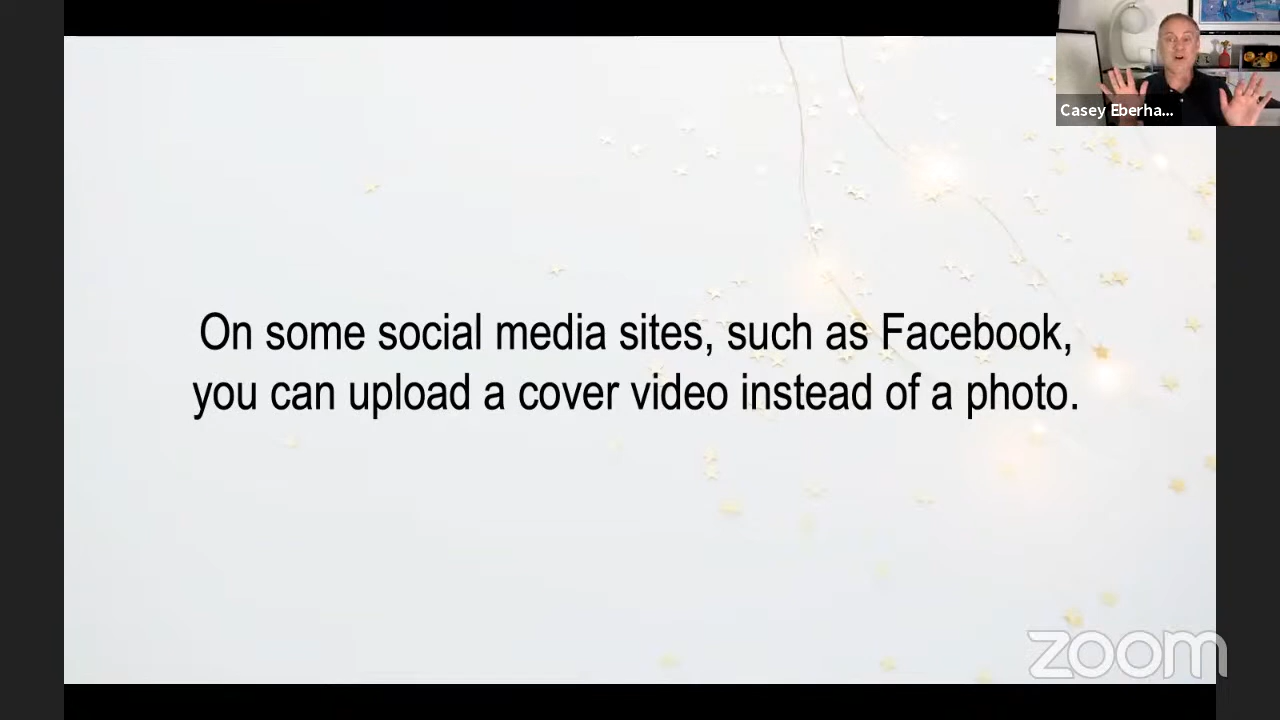 Casey Eberha...
On some social media sites, such as Facebook,
you can upload a cover video instead of a photo.
zoom